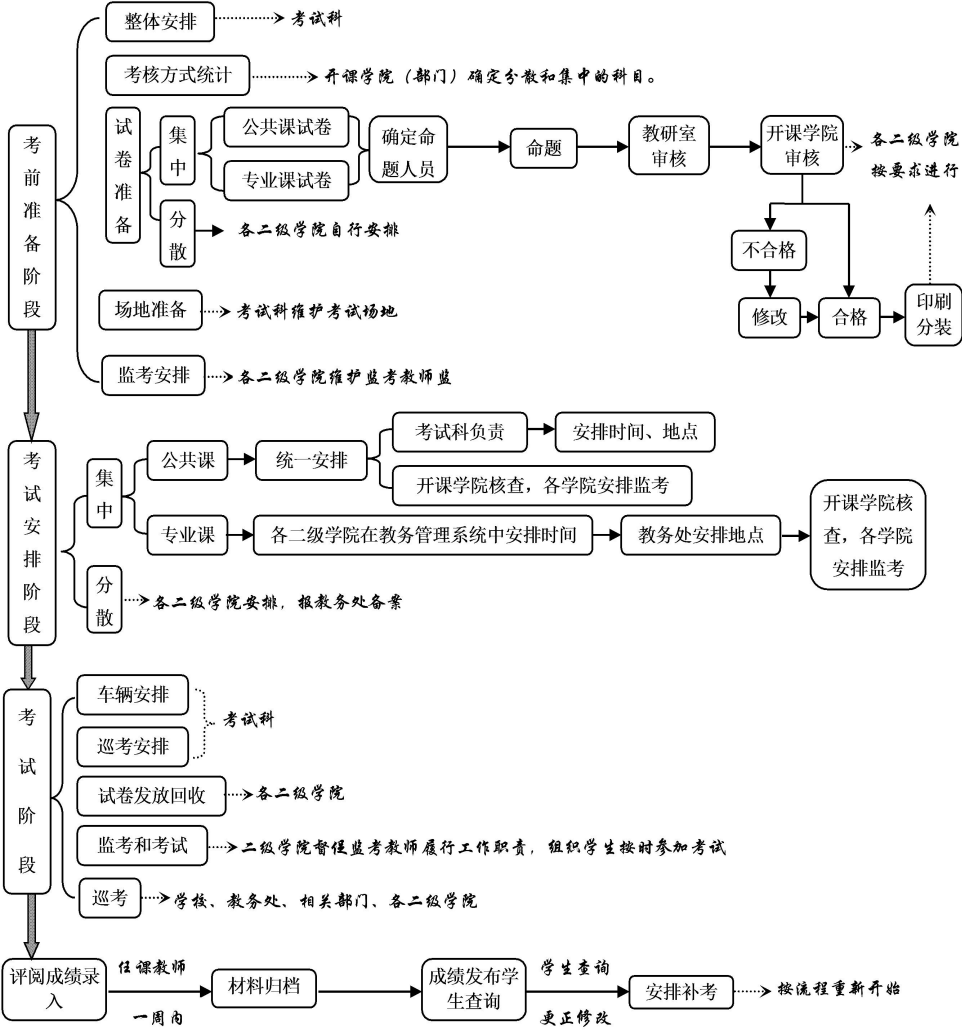 考前准备阶段
整体安排
考试科
考核方式统计
开课学院（部门）确定分散和集中的科目。
试卷准备
集中
公共课试卷
专业课试卷
确定命
题人员
命题
教研室
审核
开课学院
审核
各二级学院
按要求进行
分散
各二级学院自行安排
不合格
修改
合格
印刷
分装
场地准备
考试科维护考试场地
监考安排
各二级学院维护监考教师监
考试安排阶段
集中
公共课
统一安排
考试科负责
安排时间、地点
开课学院核查，各学院安排监考
专业课
各二级学院在教务管理系统中安排时间
教务处安排地点
开课学院核
查，各学院
安排监考
分散
各二级学院安排，报教务处备案
考试阶段
车辆安排
巡考安排
考试科
试卷发放回收
各二级学院
监考和考试
二级学院督促监考教师履行工作职责，组织学生按时参加考试
巡考
学校、教务处、相关部门、各二级学院
评阅成绩录
入
任课教师
一周内
材料归档
成绩发布学
生查询
学生查询
更正修改
安排补考
按流程重新开始